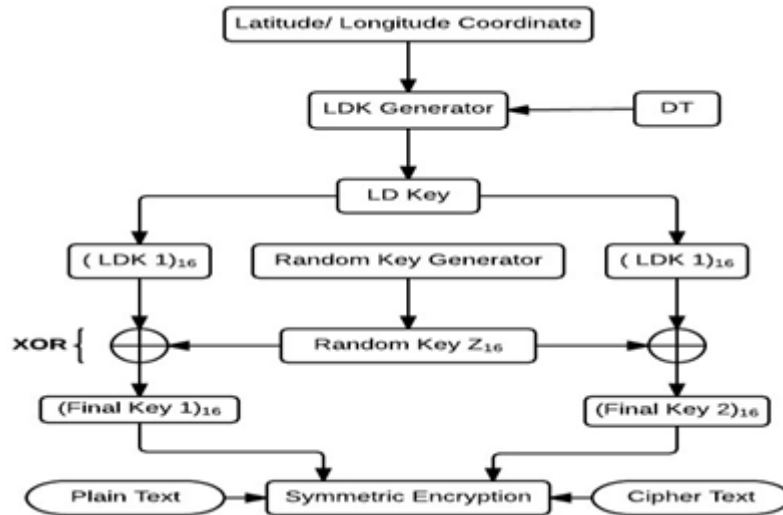 Latitude/ Longitude Coordinate
LDK Generator
DT
LD Key
( LDK 1)₁₆
Random Key Generator
( LDK 1)₁₆
XOR {
Random Key Z₁₆
(Final Key 1)₁₆
(Final Key 2)₁₆
Plain Text
Symmetric Encryption
Cipher Text